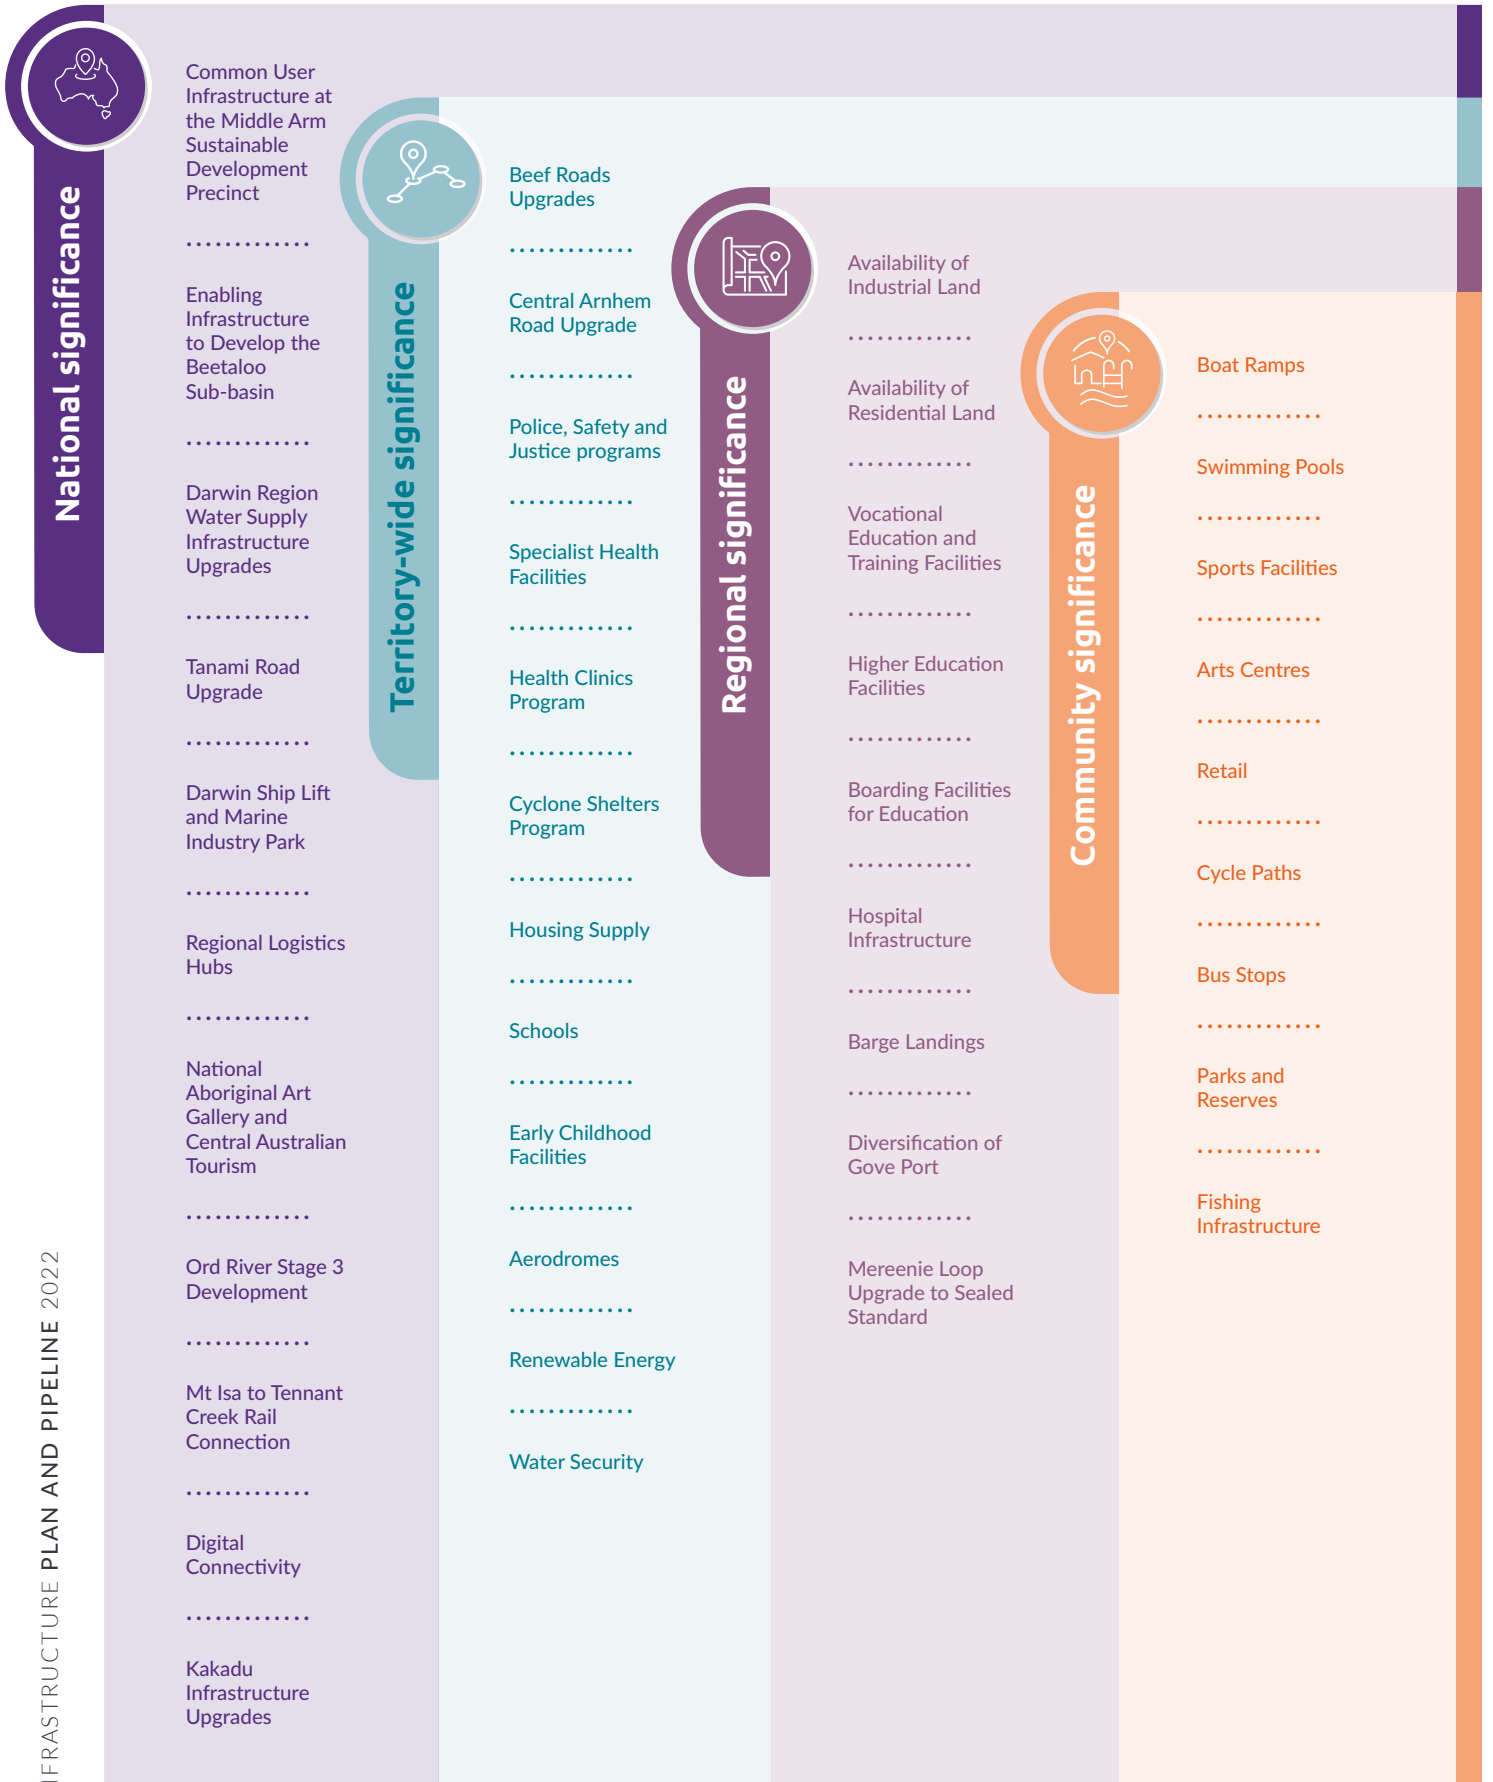 National significance
Common User
Infrastructure at
the Middle Arm
Sustainable
Development
Precinct
Enabling
Infrastructure
to Develop the
Beetaloo
Sub-basin
Darwin Region
Water Supply
Infrastructure
Upgrades
Tanami Road
Upgrade
Darwin Ship Lift
and Marine
Industry Park
Regional Logistics
Hubs
National
Aboriginal Art
Gallery and
Central Australian
Tourism
Ord River Stage 3
Development
Mt Isa to Tennant
Creek Rail
Connection
Digital
Connectivity
Kakadu
Infrastructure
Upgrades
Territory-wide significance
Beef Roads
Upgrades
Central Arnhem
Road Upgrade
Police, Safety and
Justice programs
Specialist Health
Facilities
Health Clinics
Program
Cyclone Shelters
Program
Housing Supply
Schools
Early Childhood
Facilities
Aerodromes
Renewable Energy
Water Security
Regional significance
Availability of
Industrial Land
Availability of
Residential Land
Vocational
Education and
Training Facilities
Higher Education
Facilities
Boarding Facilities
for Education
Hospital
Infrastructure
Barge Landings
Diversification of
Gove Port
Mereenie Loop
Upgrade to Sealed
Standard
Community significance
Boat Ramps
Swimming Pools
Sports Facilities
Arts Centres
Retail
Cycle Paths
Bus Stops
Parks and
Reserves
Fishing
Infrastructure
IFRASTRUCTURE PLAN AND PIPELINE 2022